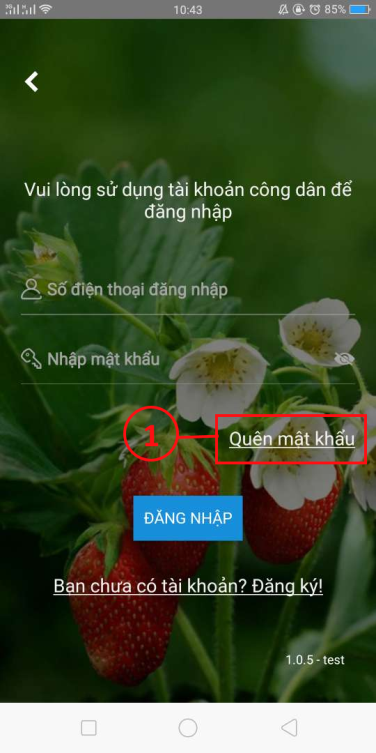 10:43
85%
Vui lòng sử dụng tài khoản công dân để
đăng nhập
Số điện thoại đăng nhập
Nhập mật khẩu
1
Quên mật khẩu
ĐĂNG NHẬP
Bạn chưa có tài khoản? Đăng ký!
1.0.5 - test